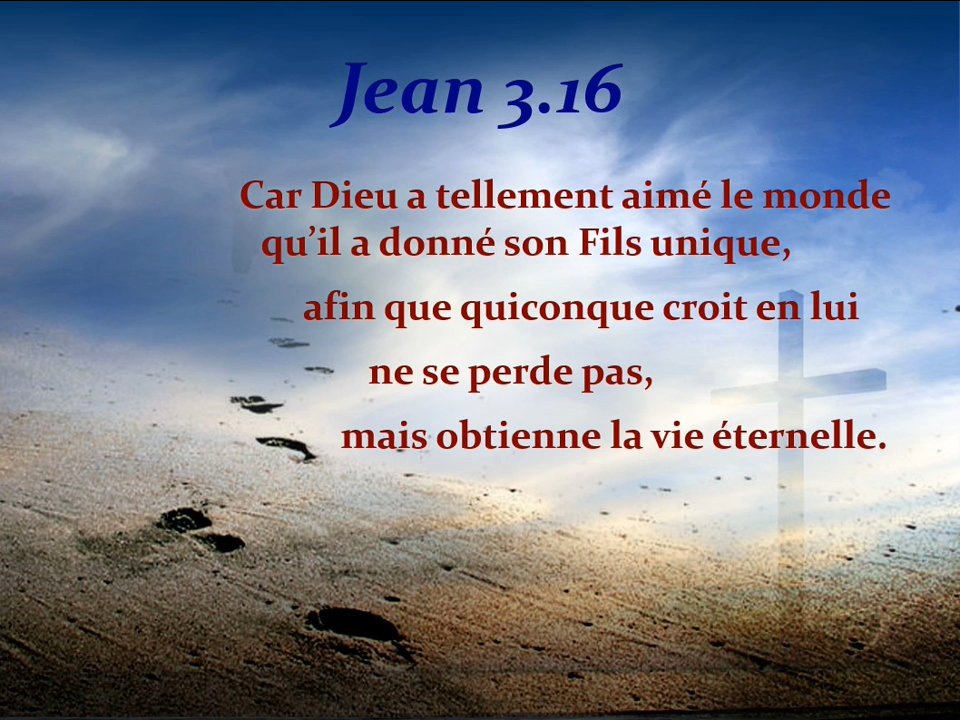 Jean 3.16
Car Dieu a tellement aimé le monde
qu’il a donné son Fils unique,
afin que quiconque croit en lui
ne se perde pas,
mais obtienne la vie éternelle.